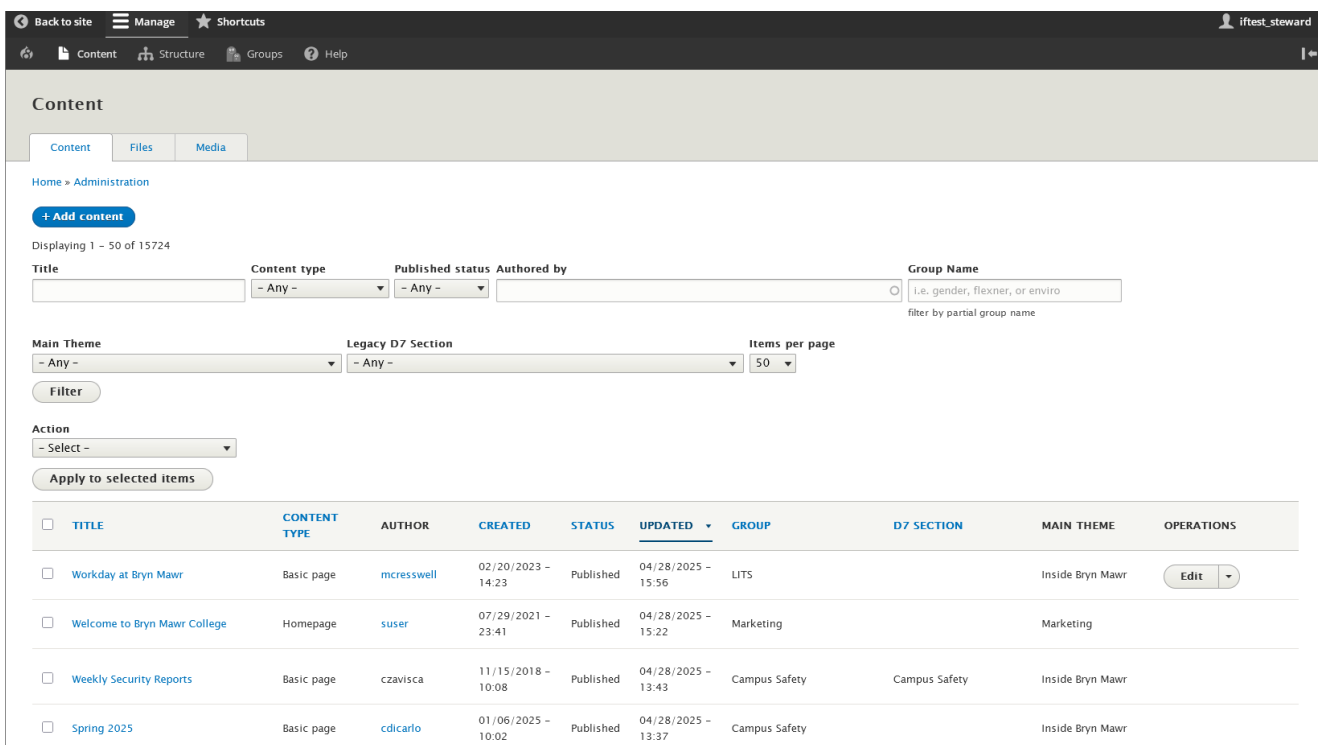 Back to site Manage Shortcuts iftest_steward
Content Structure Groups Help
Content
Content Files Media
Home » Administration
+ Add content
Displaying 1 – 50 of 15724
Title Content type Published status Authored by Group Name
– Any – – Any – i.e. gender, flexner, or enviro
filter by partial group name
Main Theme Legacy D7 Section Items per page
– Any – – Any – 50
Filter
Action
– Select –
Apply to selected items
TITLE CONTENT TYPE AUTHOR CREATED STATUS UPDATED GROUP D7 SECTION MAIN THEME OPERATIONS
Workday at Bryn Mawr Basic page mcresswell 02/20/2023 – 14:23 Published 04/28/2025 – 15:56 LITS Inside Bryn Mawr Edit
Welcome to Bryn Mawr College Homepage suser 07/29/2021 – 23:41 Published 04/28/2025 – 15:22 Marketing Marketing
Weekly Security Reports Basic page czavisca 11/15/2018 – 10:08 Published 04/28/2025 – 13:43 Campus Safety Campus Safety Inside Bryn Mawr
Spring 2025 Basic page cdicarlo 01/06/2025 – 10:02 Published 04/28/2025 – 13:37 Campus Safety Inside Bryn Mawr